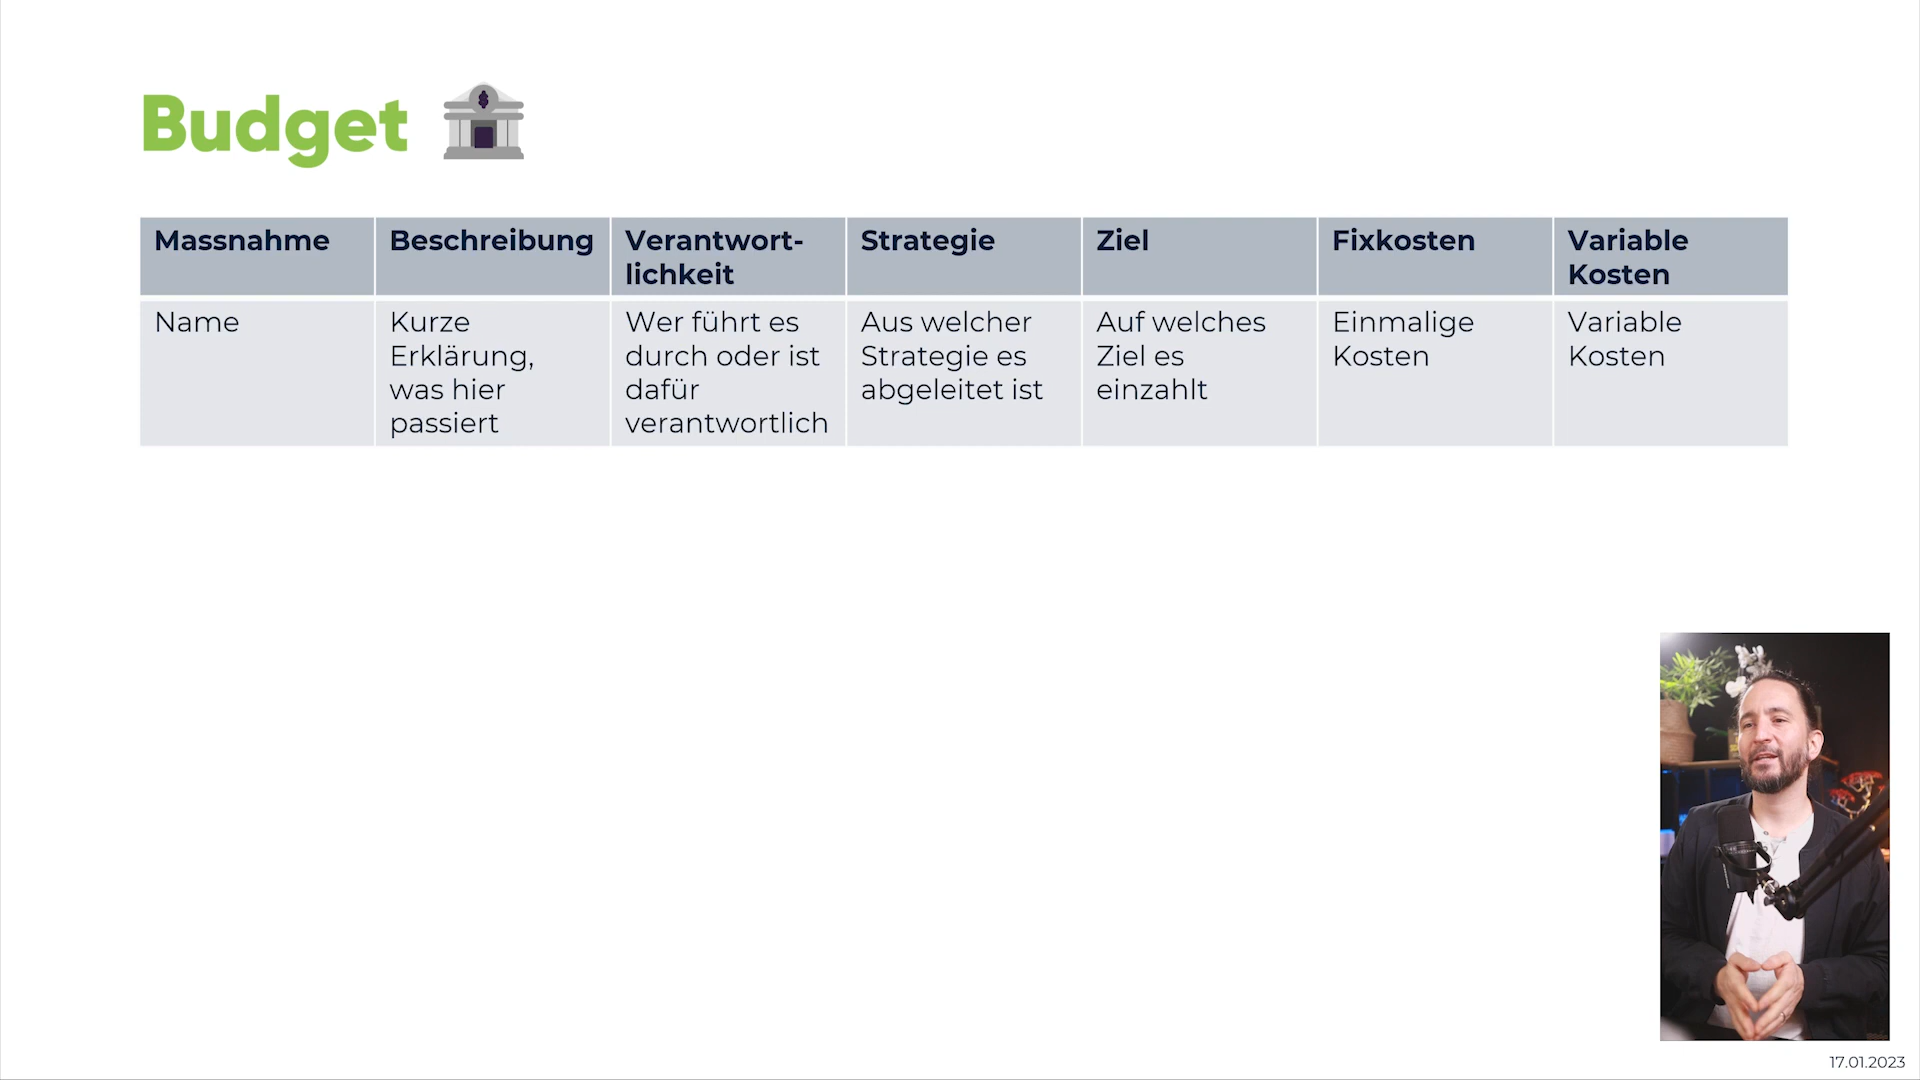 Budget
Massnahme
Beschreibung
Verantwort-
lichkeit
Strategie
Ziel
Fixkosten
Variable
Kosten
Name
Kurze
Erklärung,
was hier
passiert
Wer führt es
durch oder ist
dafür
verantwortlich
Aus welcher
Strategie es
abgeleitet ist
Auf welches
Ziel es
einzahlt
Einmalige
Kosten
Variable
Kosten
17.01.2023